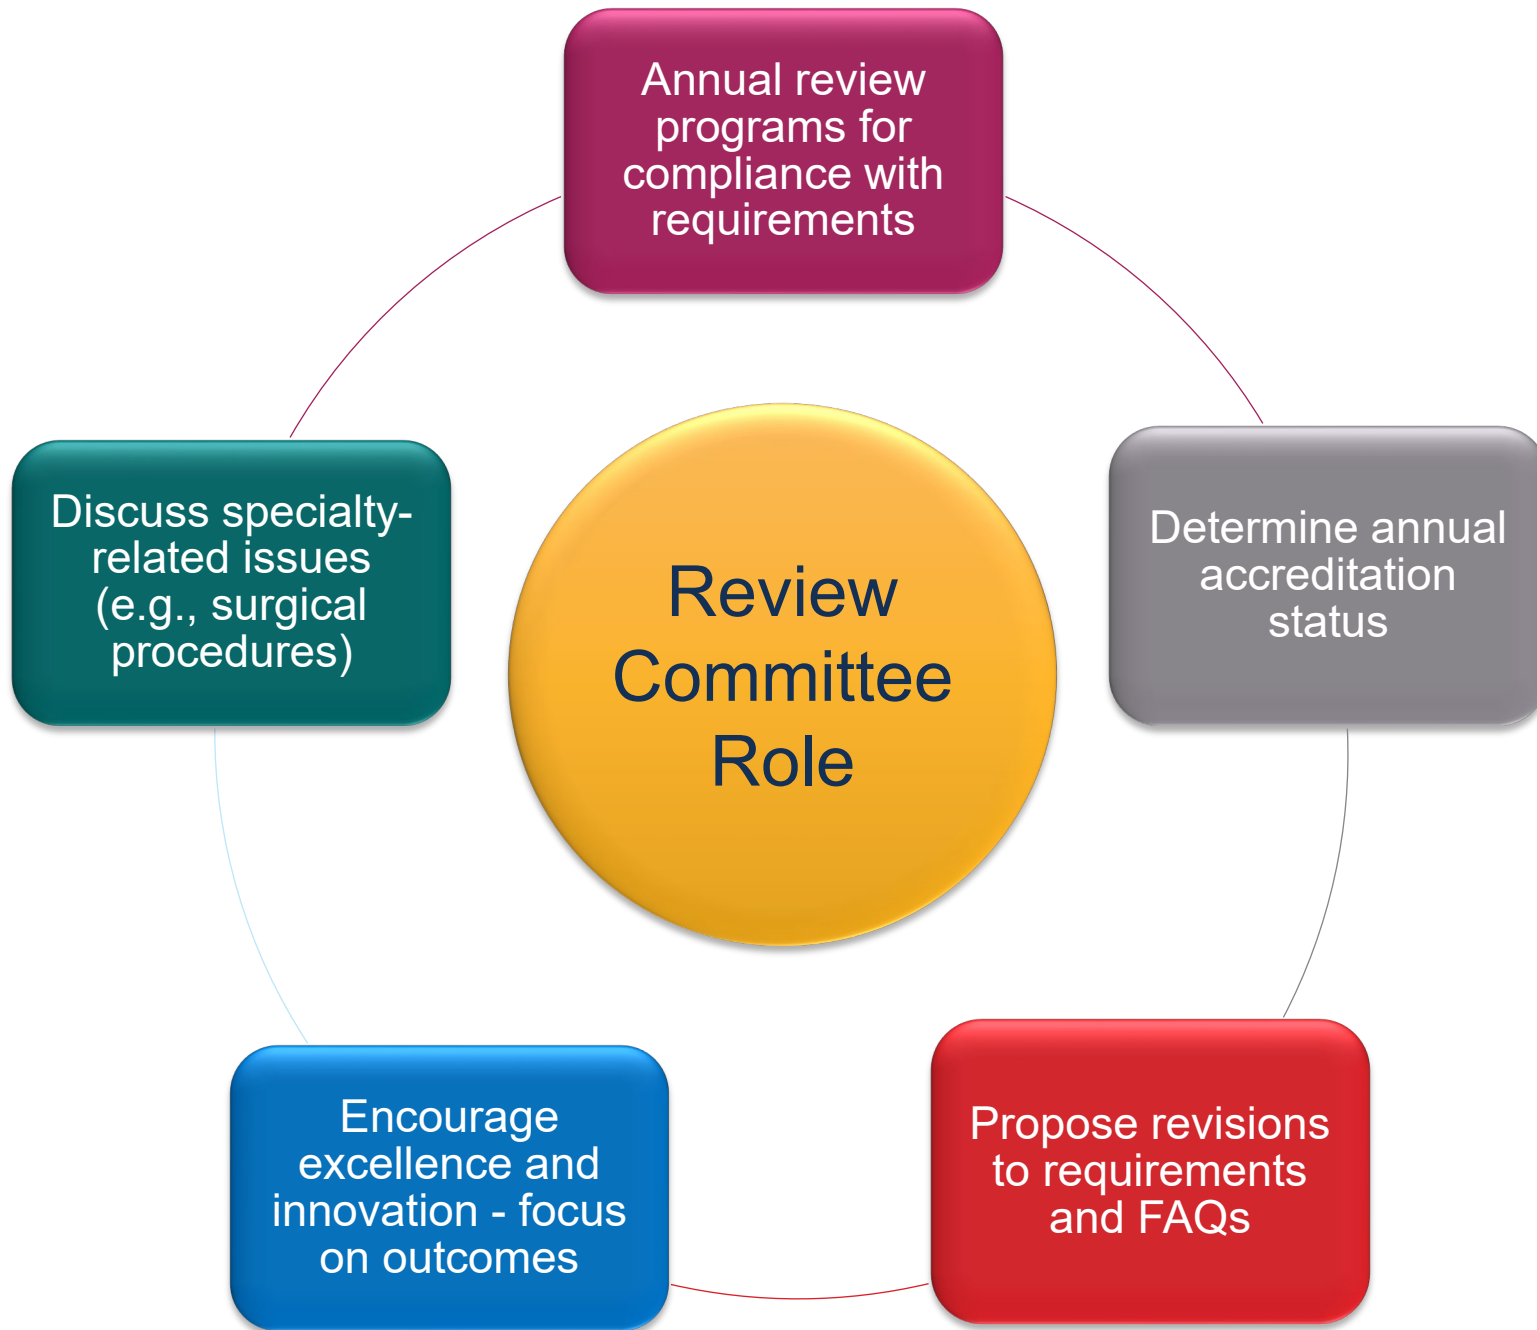 Annual review
programs for
compliance with
requirements
Determine annual
accreditation
status
Propose revisions
to requirements
and FAQs
Encourage
excellence and
innovation - focus
on outcomes
Discuss specialty-
related issues
(e.g., surgical
procedures)
Review
Committee
Role